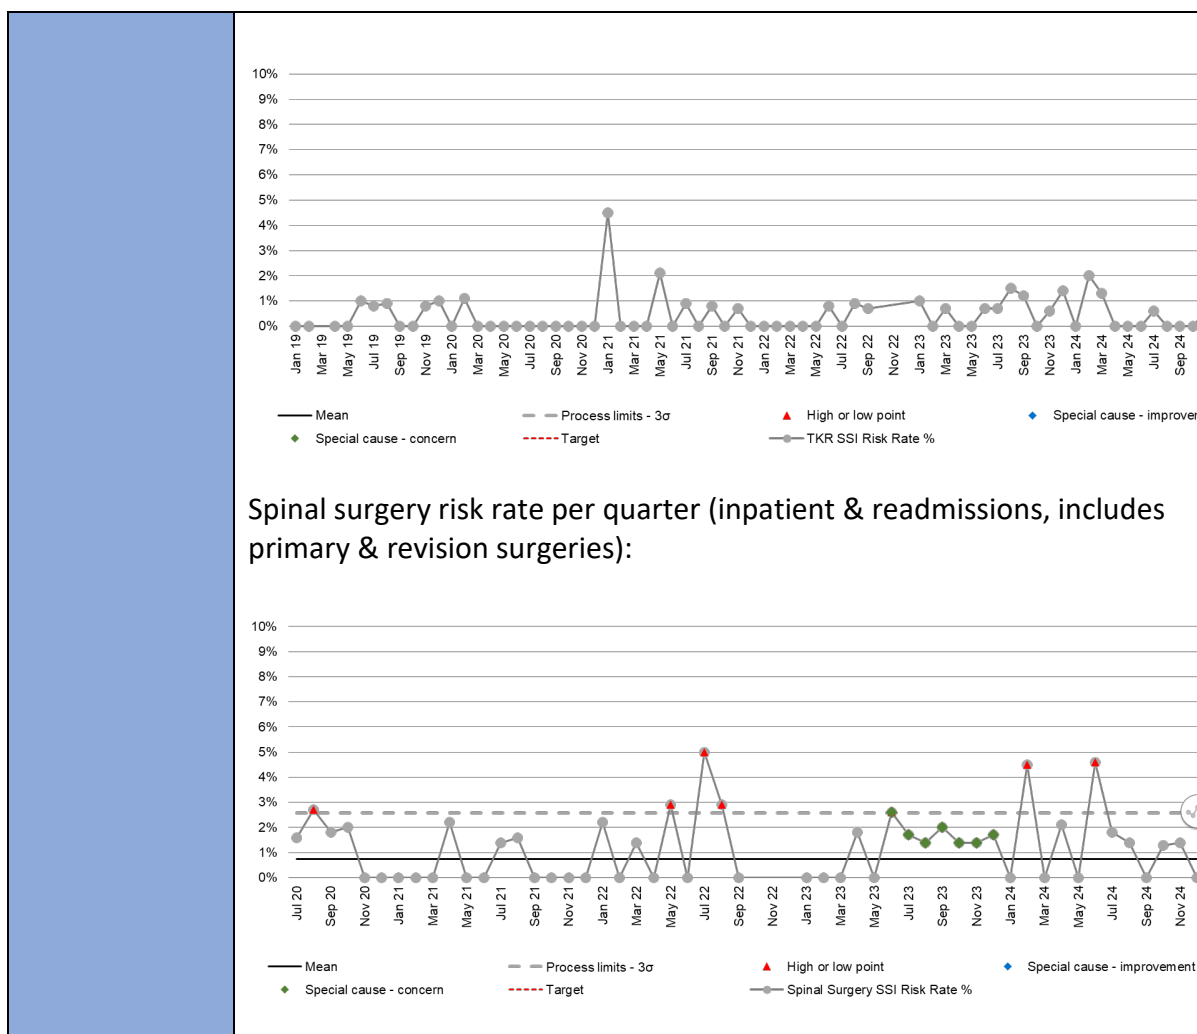 10%
9%
8%
7%
6%
5%
4%
3%
2%
1%
0%
Jan 19
Mar 19
May 19
Jul 19
Sep 19
Nov 19
Jan 20
Mar 20
May 20
Jul 20
Sep 20
Nov 20
Jan 21
Mar 21
May 21
Jul 21
Sep 21
Nov 21
Jan 22
Mar 22
May 22
Jul 22
Sep 22
Nov 22
Jan 23
Mar 23
May 23
Jul 23
Sep 23
Nov 23
Jan 24
Mar 24
May 24
Jul 24
Sep 24
Mean Process limits - 3σ High or low point Special cause - improve
Special cause - concern Target TKR SSI Risk Rate %
Spinal surgery risk rate per quarter (inpatient & readmissions, includes
primary & revision surgeries):
10%
9%
8%
7%
6%
5%
4%
3%
2%
1%
0%
Jul 20
Sep 20
Nov 20
Jan 21
Mar 21
May 21
Jul 21
Sep 21
Nov 21
Jan 22
Mar 22
May 22
Jul 22
Sep 22
Nov 22
Jan 23
Mar 23
May 23
Jul 23
Sep 23
Nov 23
Jan 24
Mar 24
May 24
Jul 24
Sep 24
Nov 24
Mean Process limits - 3σ High or low point Special cause - improvement
Special cause - concern Target Spinal Surgery SSI Risk Rate %